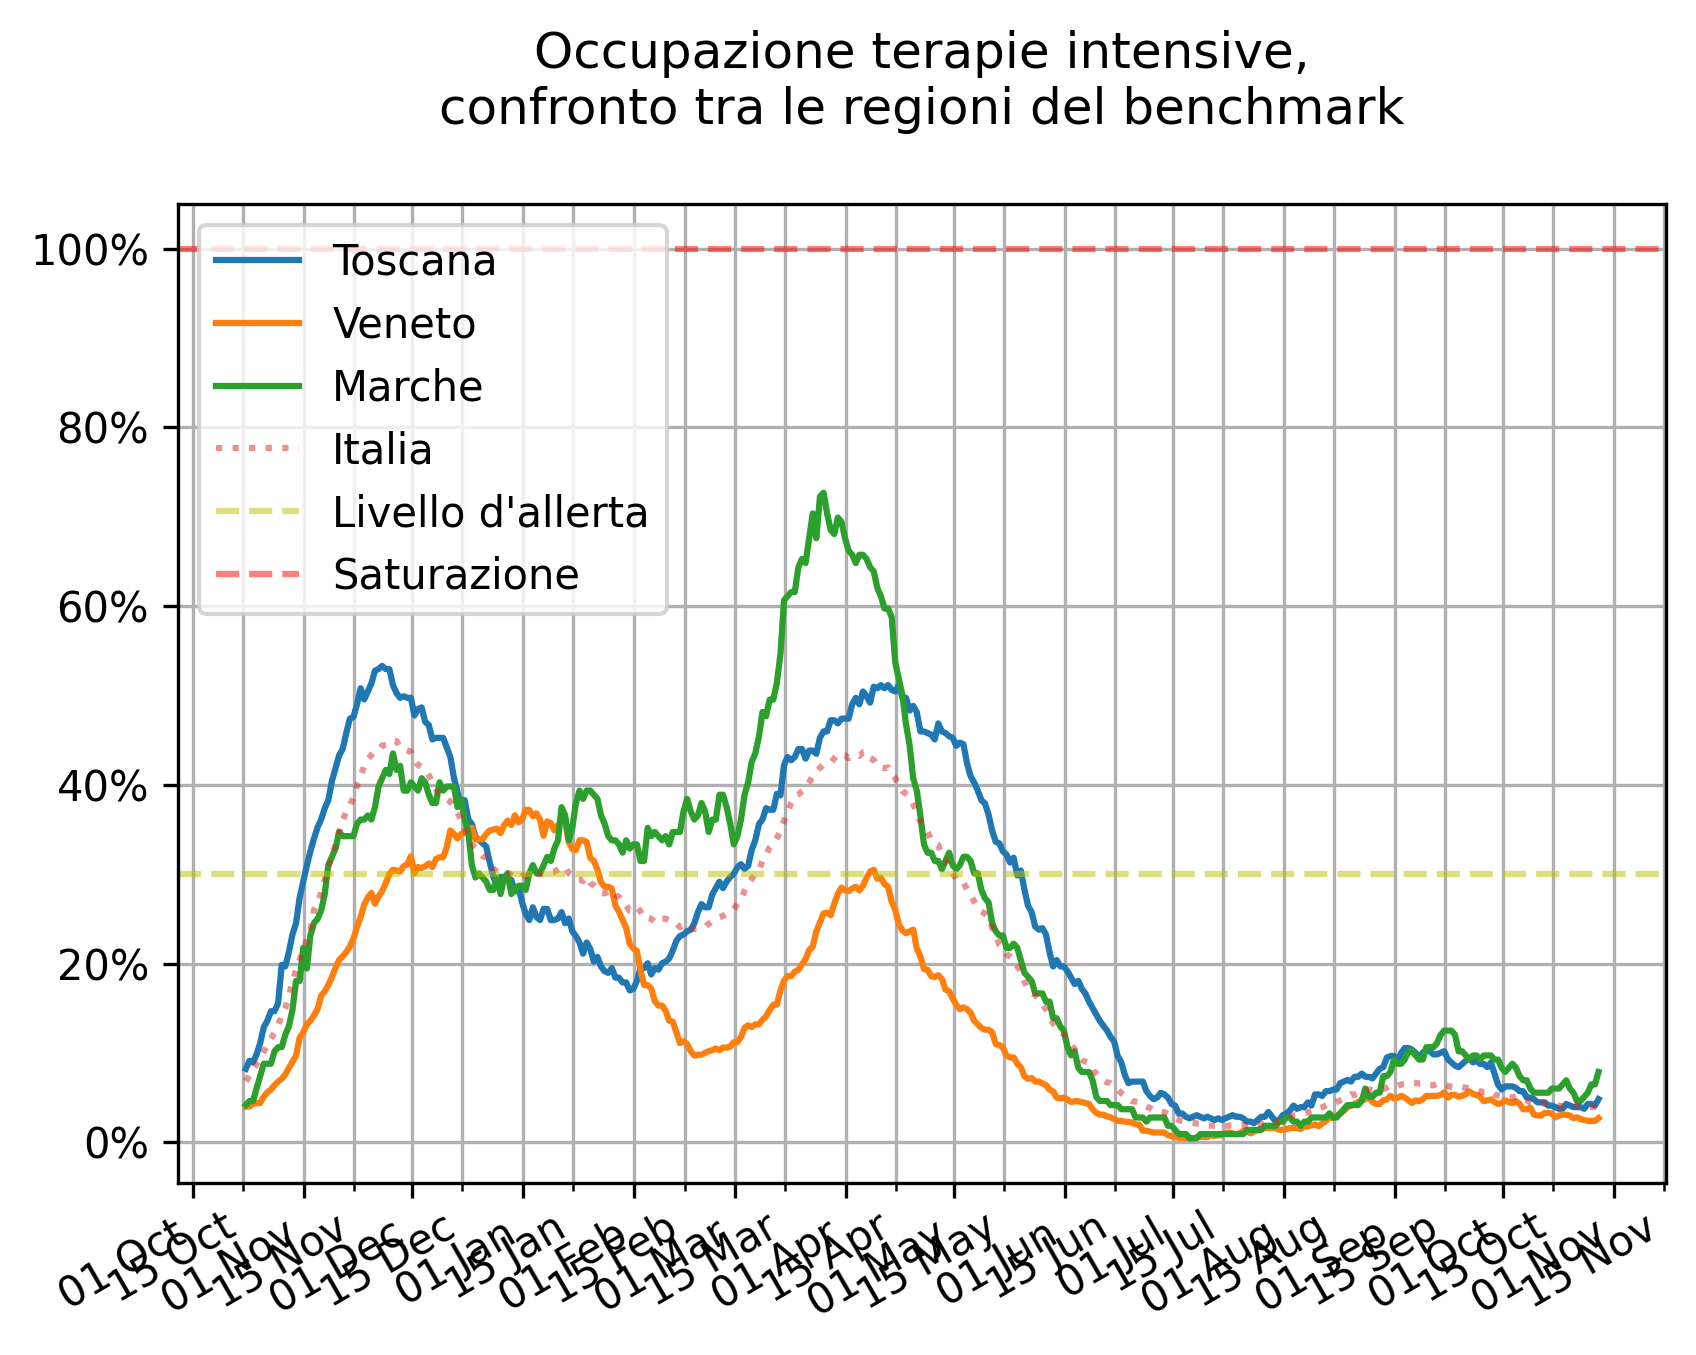 Occupazione terapie intensive,
confronto tra le regioni del benchmark
100%
80%
60%
40%
20%
0%
Toscana
Veneto
Marche
Italia
Livello d'allerta
Saturazione
01 Oct
15 Oct
01 Nov
15 Nov
01 Dec
15 Dec
01 Jan
15 Jan
01 Feb
15 Feb
01 Mar
15 Mar
01 Apr
15 Apr
01 May
15 May
01 Jun
15 Jun
01 Jul
15 Jul
01 Aug
15 Aug
01 Sep
15 Sep
01 Oct
15 Oct
01 Nov
15 Nov